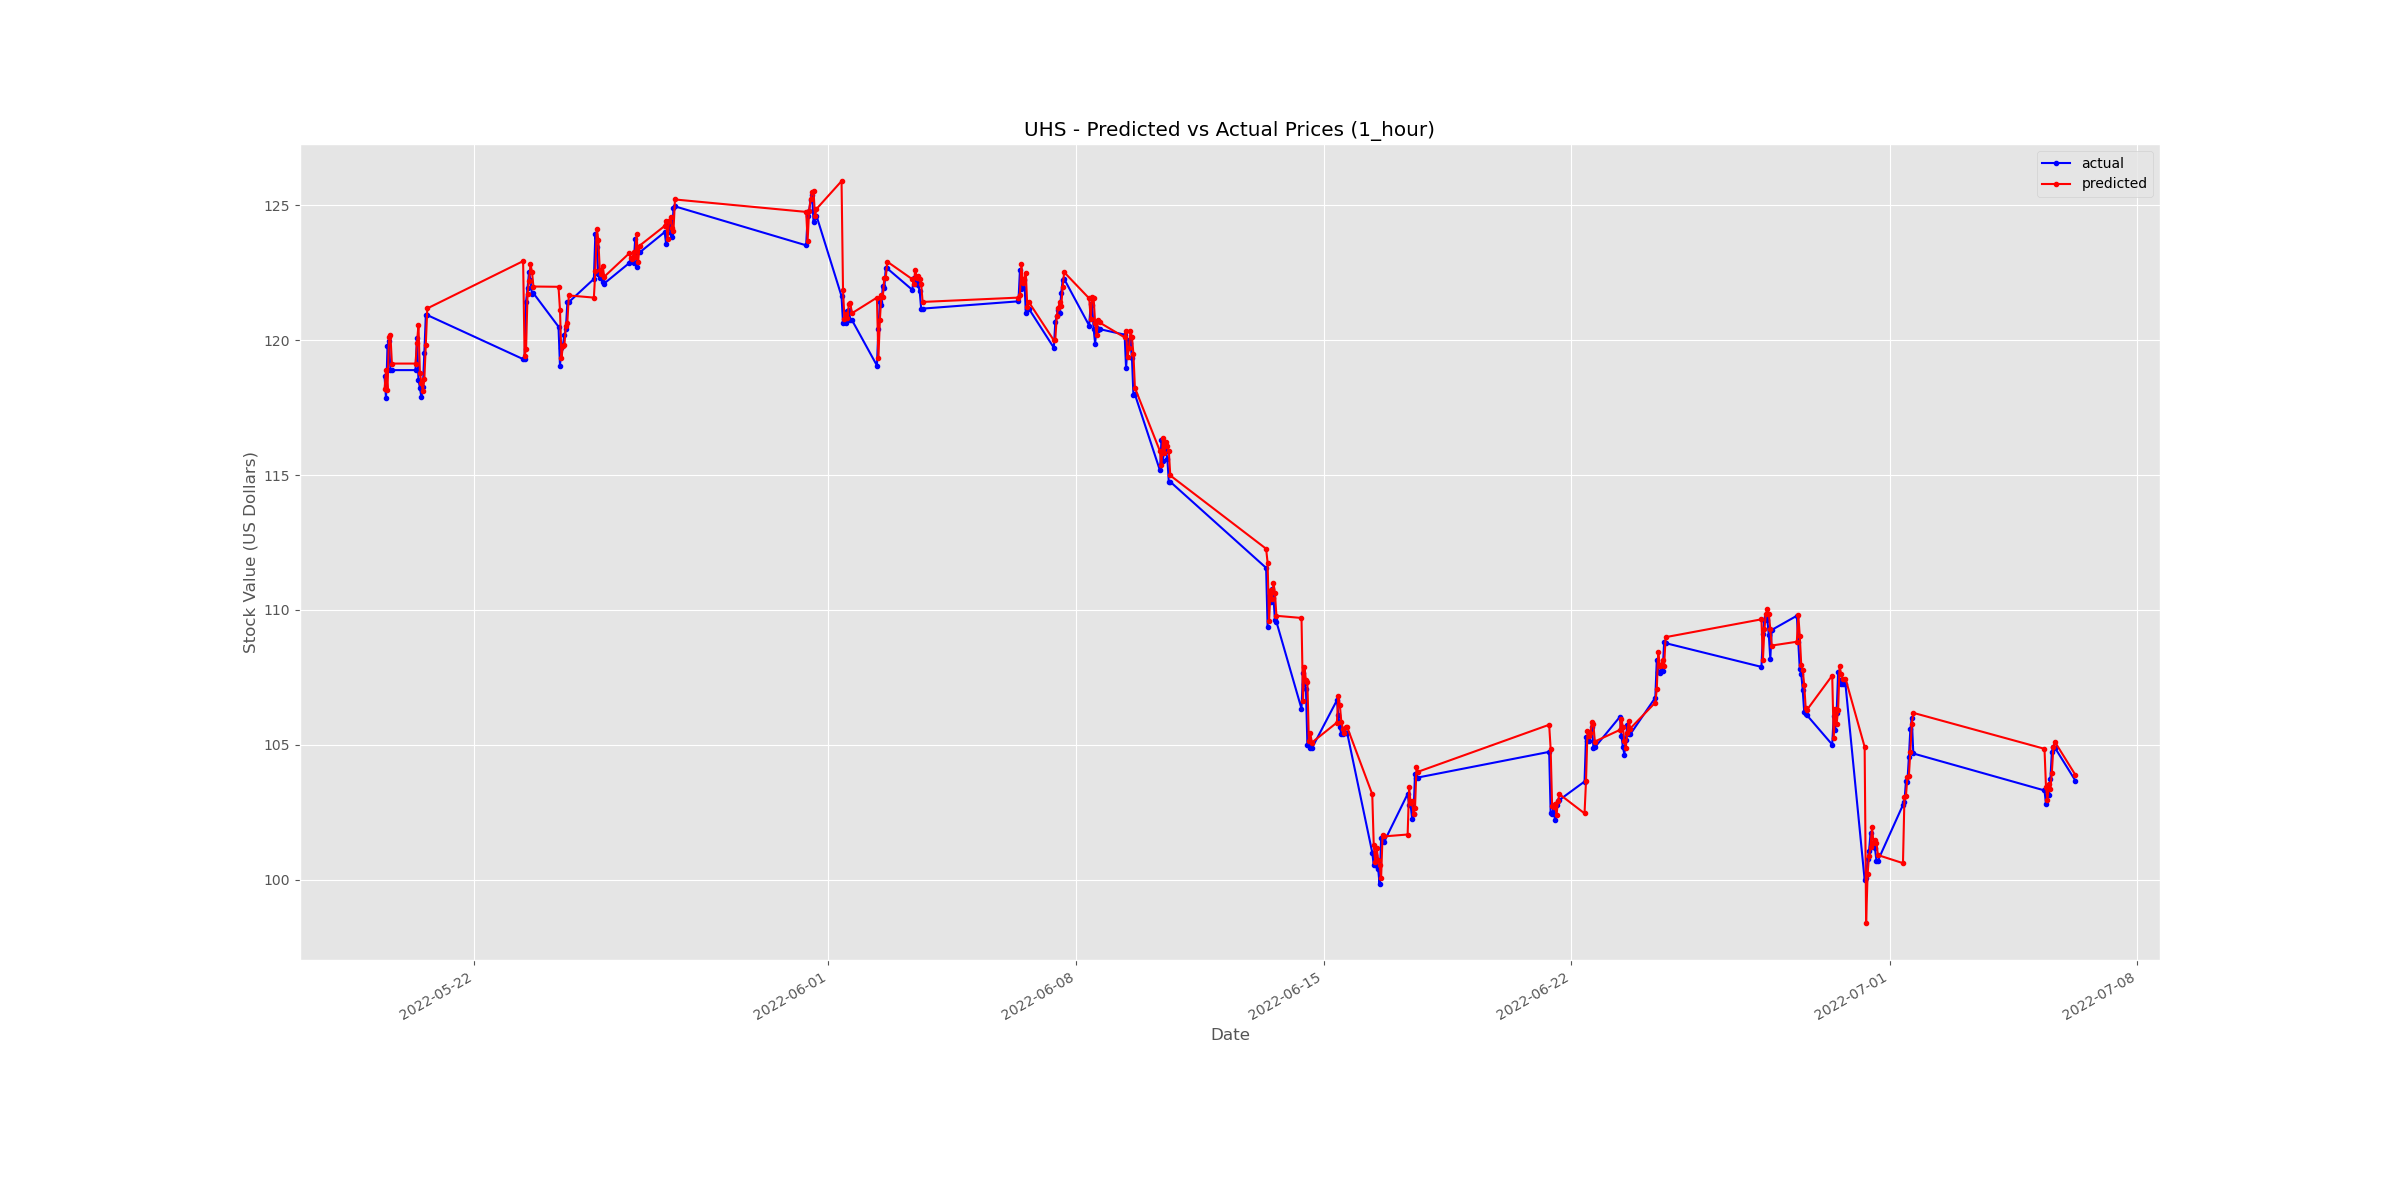 UHS - Predicted vs Actual Prices (1_hour)
actual
predicted
Stock Value (US Dollars)
125
120
115
110
105
100
2022-05-22
2022-06-01
2022-06-08
2022-06-15
2022-06-22
2022-07-01
2022-07-08
Date